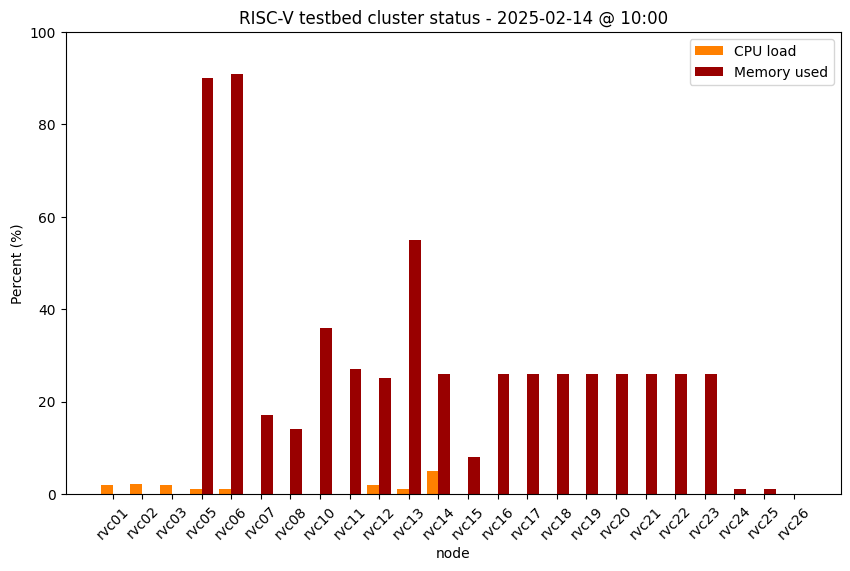 RISC-V testbed cluster status - 2025-02-14 @ 10:00
CPU load
Memory used
Percent (%)
100
80
60
40
20
0
rvc01 rvc02 rvc03 rvc05 rvc06 rvc07 rvc08 rvc10 rvc11 rvc12 rvc13 rvc14 rvc15 rvc16 rvc17 rvc18 rvc19 rvc20 rvc21 rvc22 rvc23 rvc24 rvc25 rvc26
node